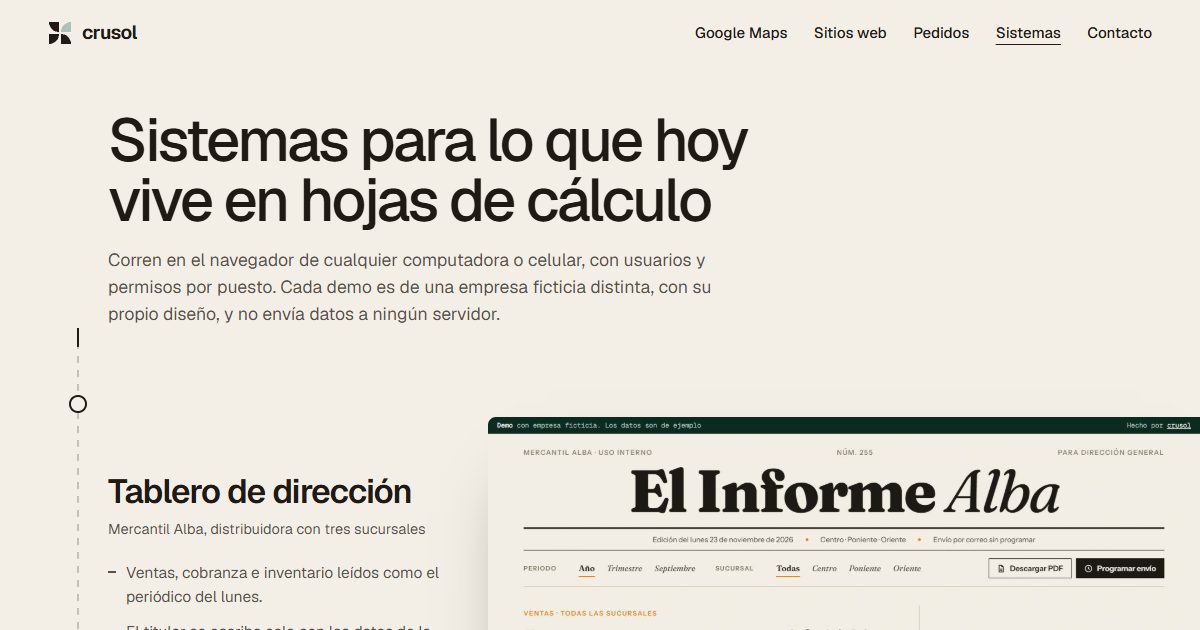 crusol
Google Maps Sitios web Pedidos Sistemas Contacto
Sistemas para lo que hoy
vive en hojas de cálculo
Corren en el navegador de cualquier computadora o celular, con usuarios y
permisos por puesto. Cada demo es de una empresa ficticia distinta, con su
propio diseño, y no envía datos a ningún servidor.
Tablero de dirección
Mercantil Alba, distribuidora con tres sucursales
– Ventas, cobranza e inventario leídos como el
periódico del lunes.
Demo con empresa ficticia. Los datos son de ejemplo
Hecho por crusol
MERCANTIL ALBA · USO INTERNO
NÚM. 255
PARA DIRECCIÓN GENERAL
El Informe Alba
Edición del lunes 23 de noviembre de 2026 • Centro · Poniente · Oriente • Envío por correo sin programar
PERIODO Año Trimestre Septiembre SUCURSAL Todas Centro Poniente Oriente Descargar PDF Programar envío
VENTAS · TODAS LAS SUCURSALES